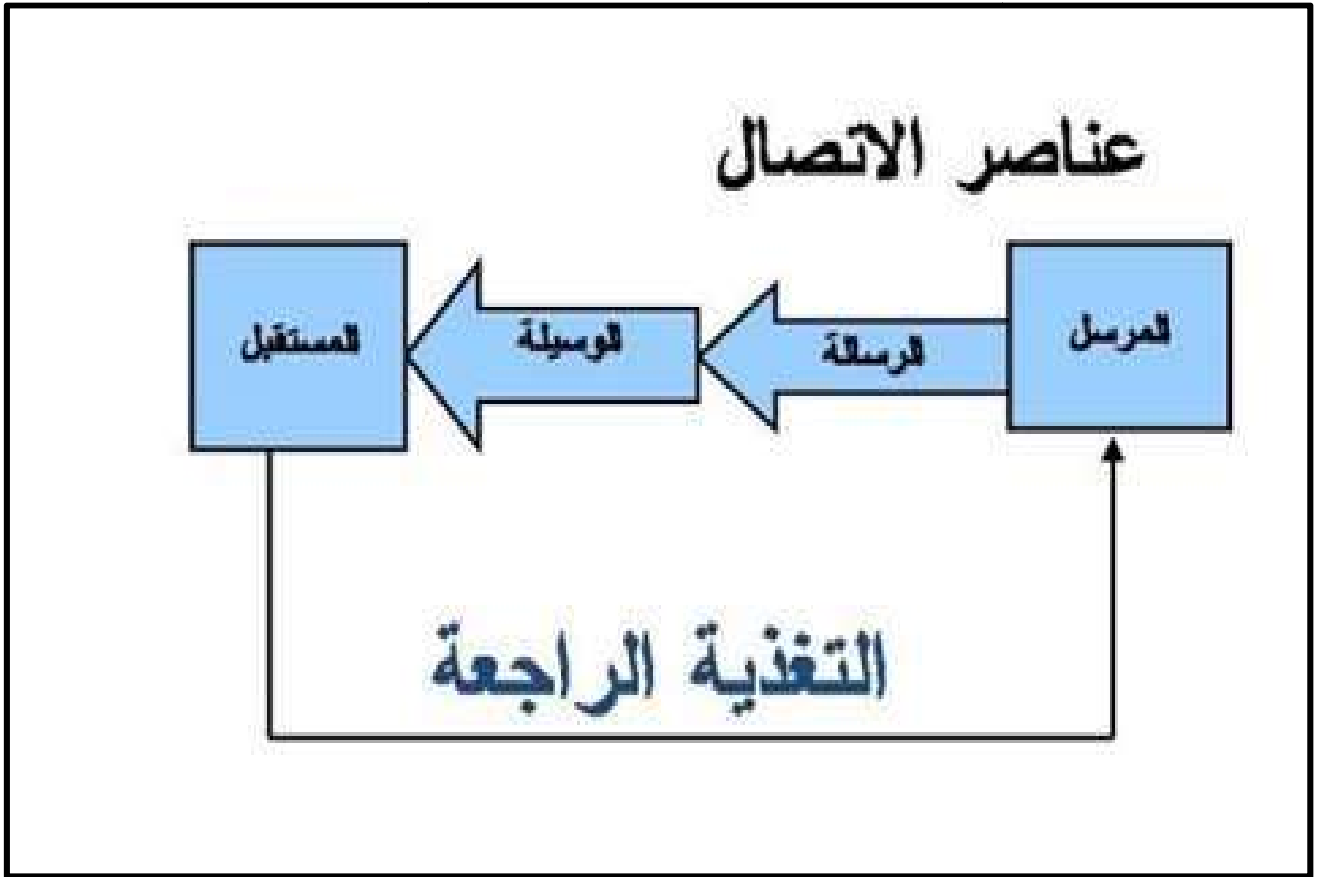 عناصر الاتصال
المرسل
الرسالة
الوسيلة
المستقبل
التغذية الراجعة